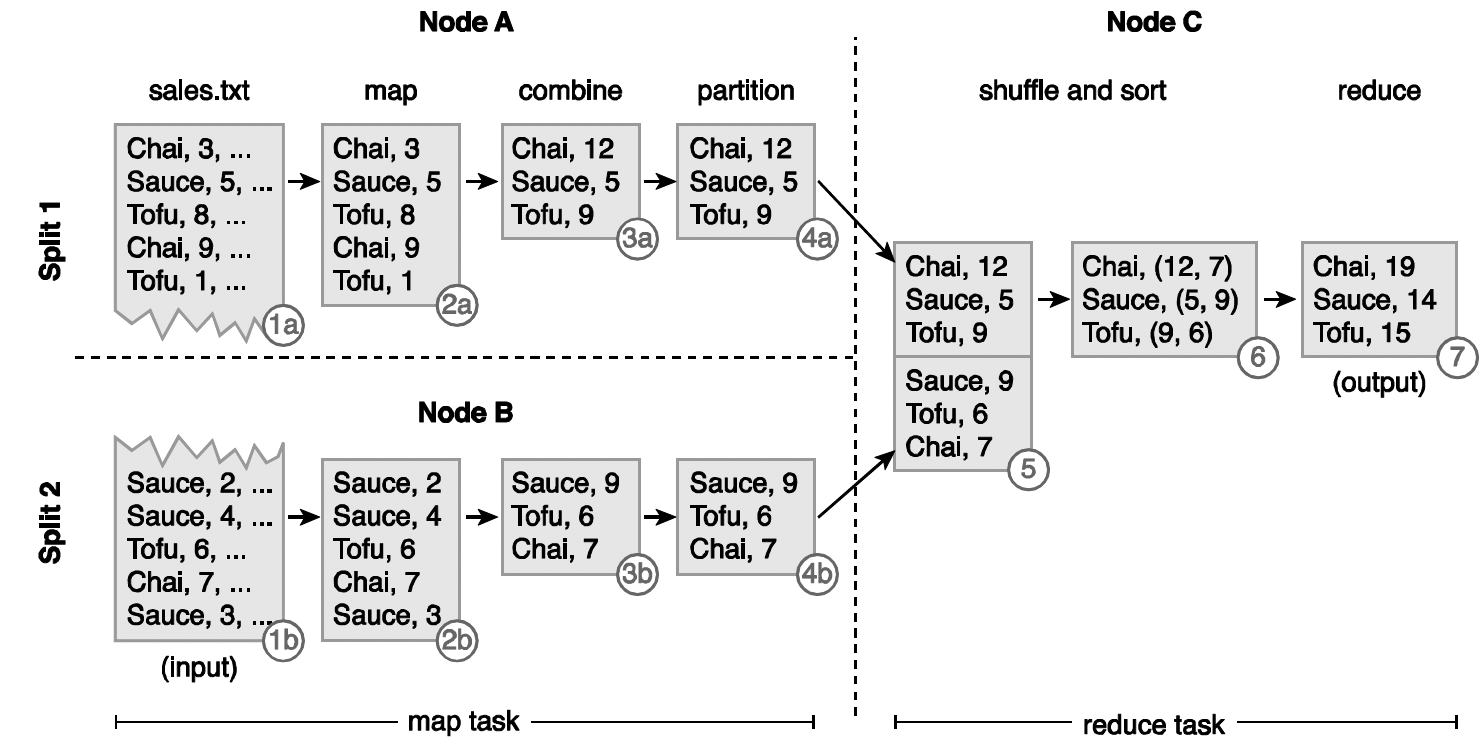 Node A
Node C
sales.txt
map
combine
partition
shuffle and sort
reduce
Split 1
Chai, 3, ...
Sauce, 5, ...
Tofu, 8, ...
Chai, 9, ...
Tofu, 1, ...
1a
Chai, 3
Sauce, 5
Tofu, 8
Chai, 9
Tofu, 1
2a
Chai, 12
Sauce, 5
Tofu, 9
3a
Chai, 12
Sauce, 5
Tofu, 9
4a
Node B
Split 2
Sauce, 2, ...
Sauce, 4, ...
Tofu, 6, ...
Chai, 7, ...
Sauce, 3, ...
1b
(input)
Sauce, 2
Sauce, 4
Tofu, 6
Chai, 7
Sauce, 3
2b
Sauce, 9
Tofu, 6
Chai, 7
3b
Sauce, 9
Tofu, 6
Chai, 7
4b
Chai, 12
Sauce, 5
Tofu, 9
Sauce, 9
Tofu, 6
Chai, 7
5
Chai, (12, 7)
Sauce, (5, 9)
Tofu, (9, 6)
6
Chai, 19
Sauce, 14
Tofu, 15
7
(output)
map task
reduce task